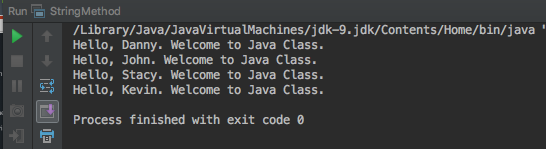 Run StringMethod
/Library/Java/JavaVirtualMachines/jdk-9.jdk/Contents/Home/bin/java "
Hello, Danny. Welcome to Java Class.
Hello, John. Welcome to Java Class.
Hello, Stacy. Welcome to Java Class.
Hello, Kevin. Welcome to Java Class.
Process finished with exit code 0